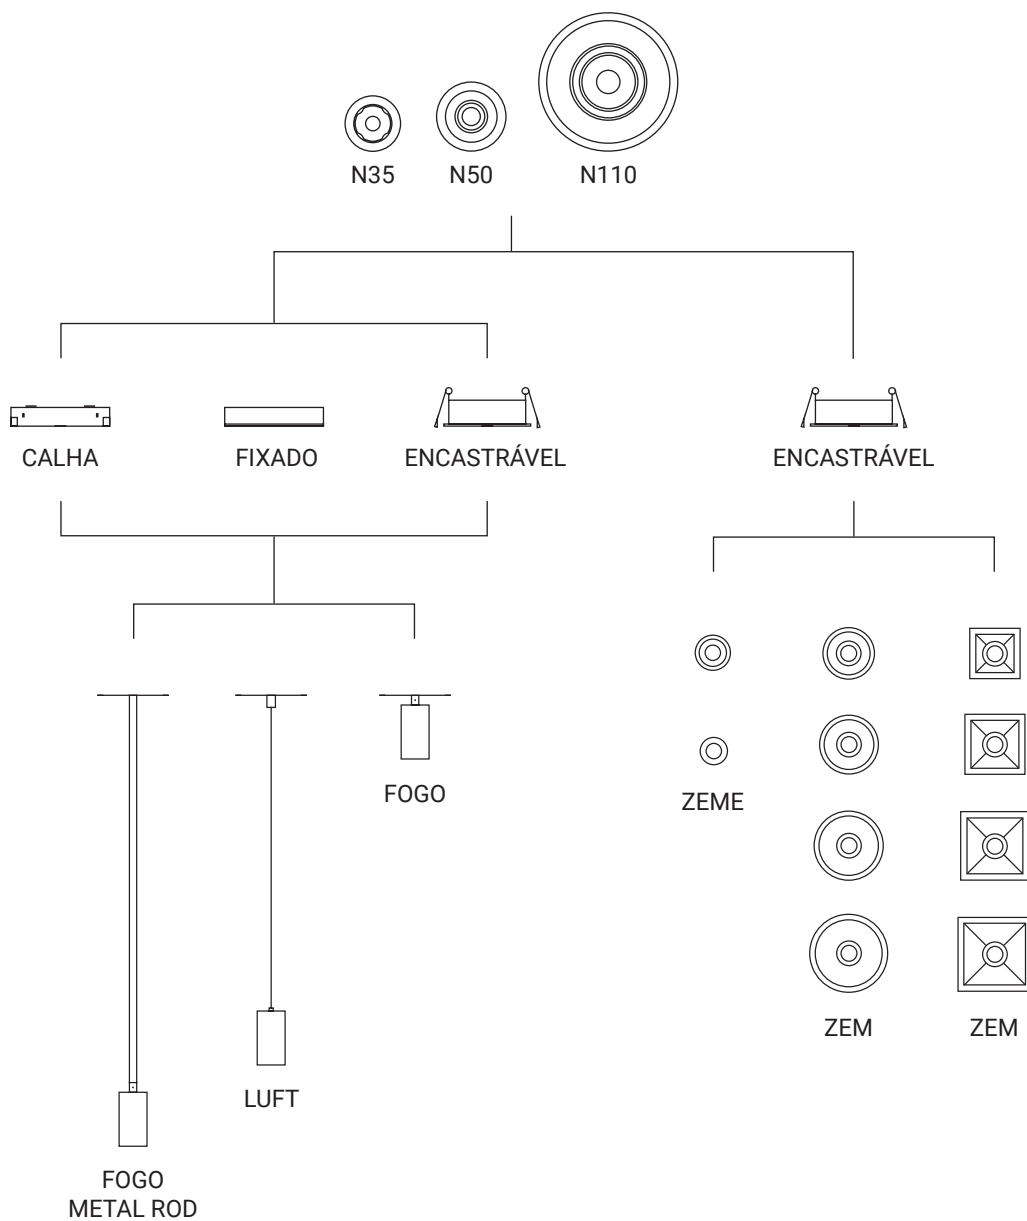 N35
N50
N110
CALHA
FIXADO
ENCASTRÁVEL
ENCASTRÁVEL
FOGO
ZEME
ZEM
ZEM
LUFT
FOGO
METAL ROD